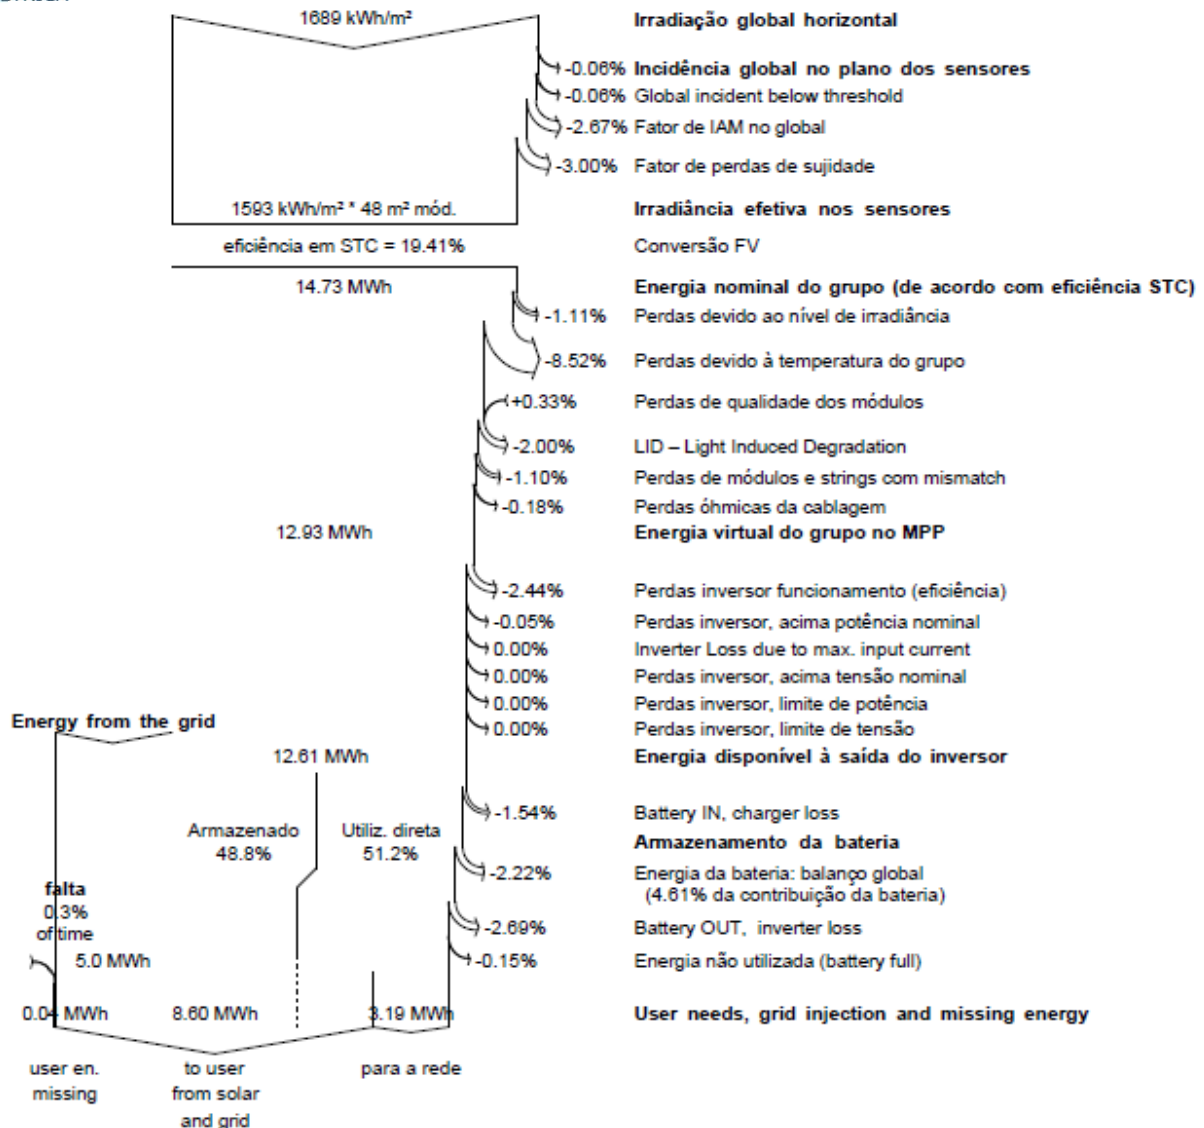 1689 kWh/m²
Irradiação global horizontal
-0.06% Incidência global no plano dos sensores
-0.06% Global incident below threshold
-2.67% Fator de IAM no global
-3.00% Fator de perdas de sujidade
1593 kWh/m² * 48 m² mód.
Irradiância efetiva nos sensores
eficiência em STC = 19.41%
Conversão FV
14.73 MWh
Energia nominal do grupo (de acordo com eficiência STC)
-1.11% Perdas devido ao nível de irradiância
-8.52% Perdas devido à temperatura do grupo
+0.33% Perdas de qualidade dos módulos
-2.00% LID – Light Induced Degradation
-1.10% Perdas de módulos e strings com mismatch
-0.18% Perdas óhmicas da cablagem
12.93 MWh
Energia virtual do grupo no MPP
-2.44% Perdas inversor funcionamento (eficiência)
-0.05% Perdas inversor, acima potência nominal
0.00% Inverter Loss due to max. input current
0.00% Perdas inversor, acima tensão nominal
0.00% Perdas inversor, limite de potência
Energy from the grid
0.00% Perdas inversor, limite de tensão
12.61 MWh
Energia disponível à saída do inversor
-1.54% Battery IN, charger loss
Armazenado
48.8%
Utiliz. direta
51.2%
Armazenamento da bateria
-2.22% Energia da bateria: balanço global
(4.61% da contribuição da bateria)
falta
0.3%
of time
-2.69% Battery OUT, inverter loss
5.0 MWh
-0.15% Energia não utilizada (battery full)
0.04 MWh
8.60 MWh
3.19 MWh
User needs, grid injection and missing energy
user en.
missing
to user
from solar
and grid
para a rede